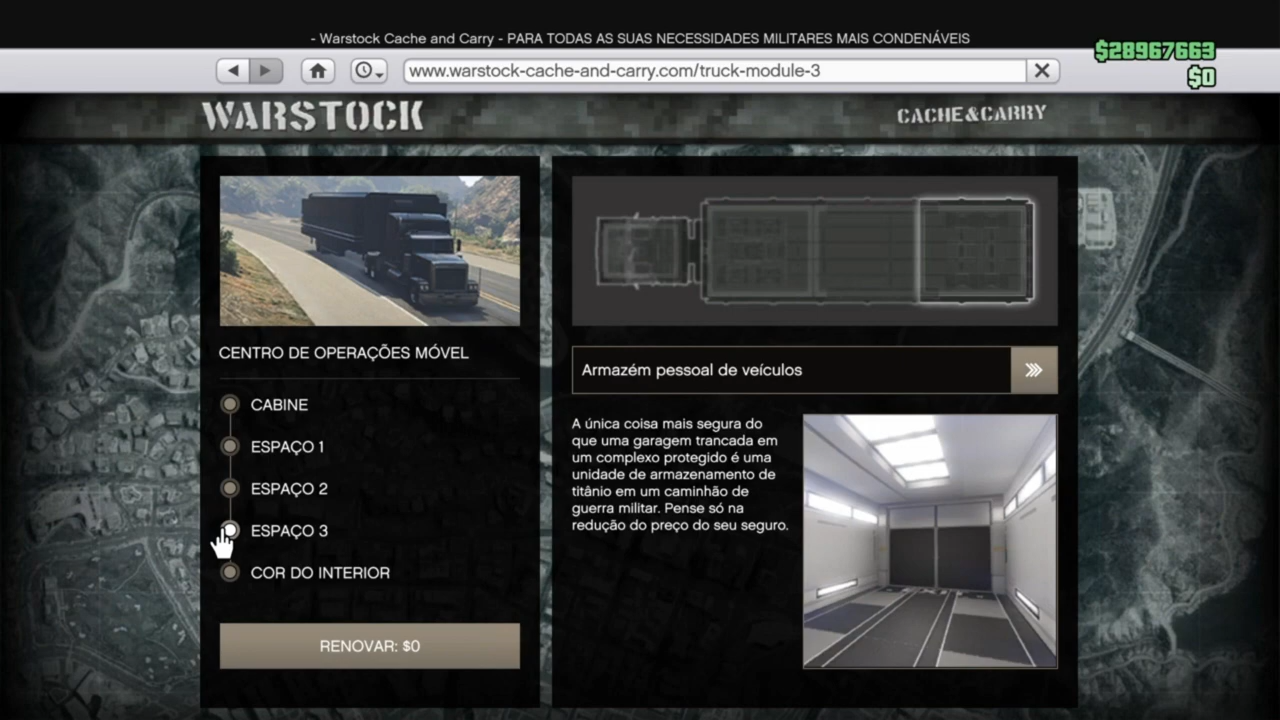 - Warstock Cache and Carry - PARA TODAS AS SUAS NECESSIDADES MILITARES MAIS CONDENÁVEIS
$28967663
$0
www.warstock-cache-and-carry.com/truck-module-3
WARSTOCK
CACHE&CARRY
CENTRO DE OPERAÇÕES MÓVEL
CABINE
ESPAÇO 1
ESPAÇO 2
ESPAÇO 3
COR DO INTERIOR
RENOVAR: $0
Armazém pessoal de veículos
A única coisa mais segura do
que uma garagem trancada em
um complexo protegido é uma
unidade de armazenamento de
titânio em um caminhão de
guerra militar. Pense só na
redução do preço do seu seguro.